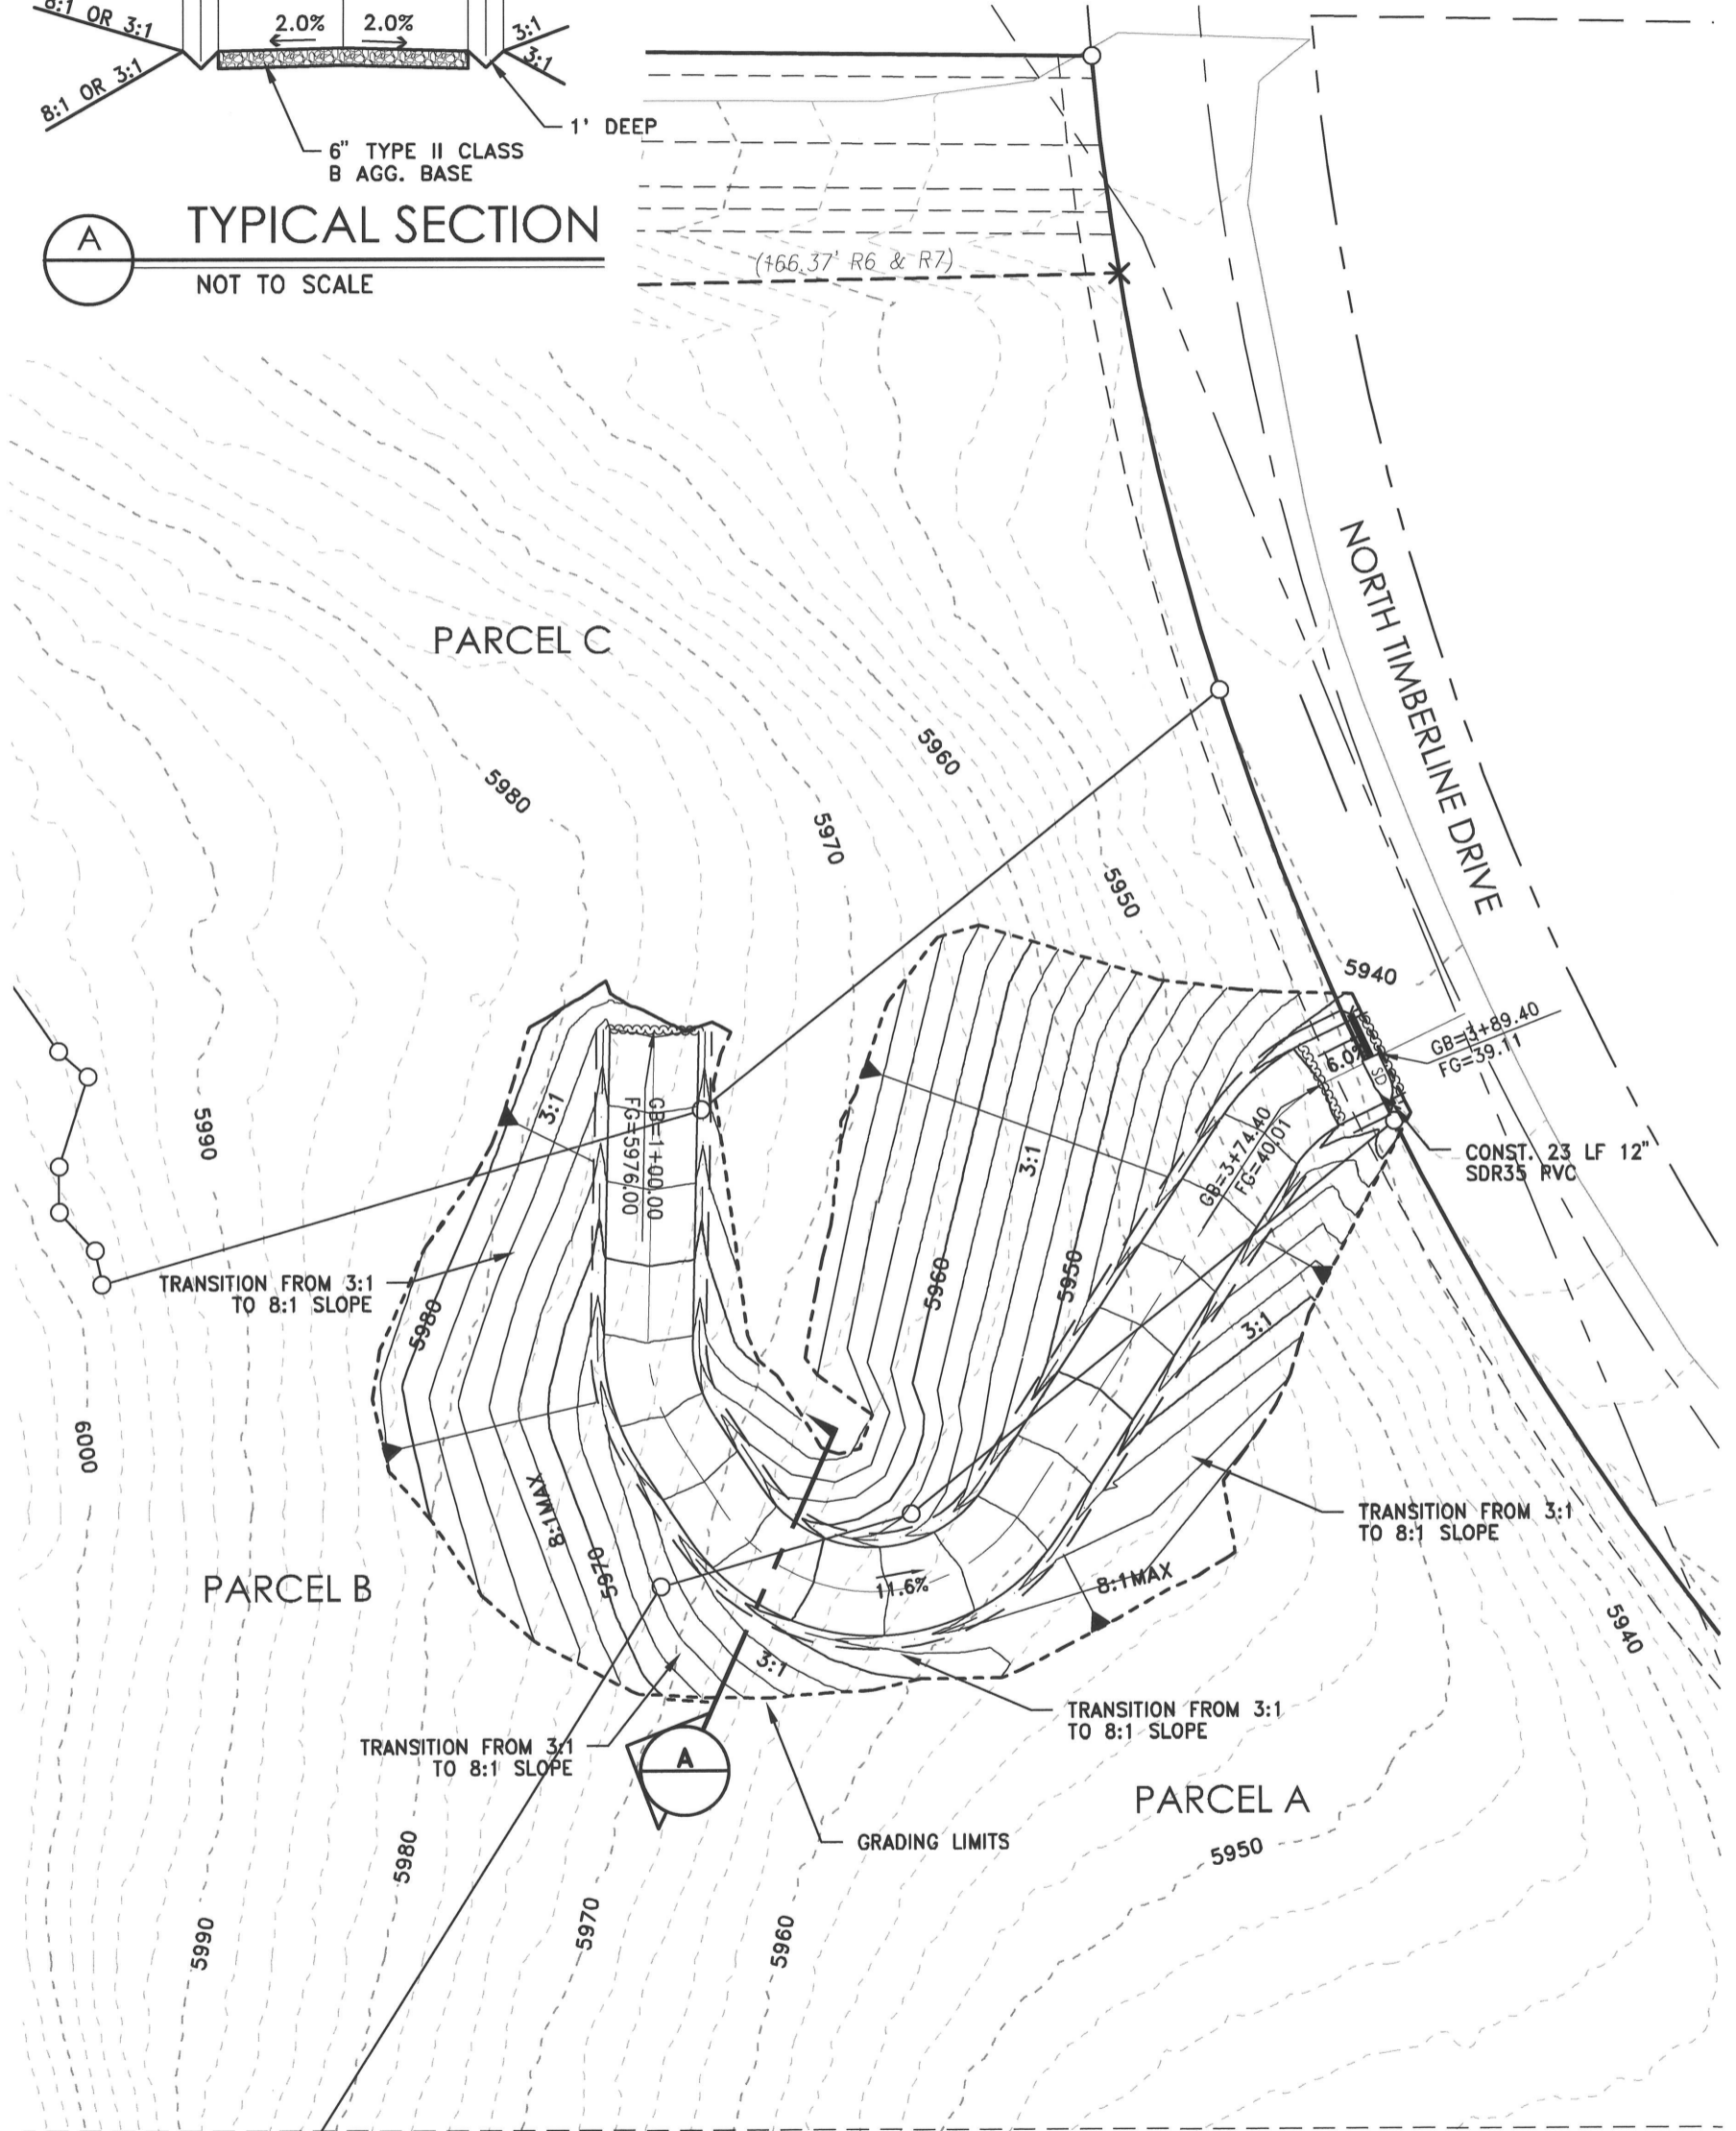 8:1 OR 3:1
2.0% 2.0%
3:1
3:1
8:1 OR 3:1
1' DEEP
6" TYPE II CLASS
B AGG. BASE
A
TYPICAL SECTION
NOT TO SCALE
(166.37' R6 & R7)
NORTH TIMBERLINE DRIVE
PARCEL C
5960
5980
5970
5950
5940
GB=3+89.40
FG=39.11
6.0%
SD
CONST. 23 LF 12"
SDR35 PVC
GB=3+74.40
FG=40.01
GB=1+00.00
FG=5976.00
3:1
3:1
5990
TRANSITION FROM 3:1
TO 8:1 SLOPE
5980
5960
5950
3:1
6000
8:1MAX
5970
TRANSITION FROM 3:1
TO 8:1 SLOPE
PARCEL B
11.6%
8:1MAX
5940
3:1
TRANSITION FROM 3:1
TO 8:1 SLOPE
TRANSITION FROM 3:1
TO 8:1 SLOPE
A
PARCEL A
GRADING LIMITS
5950
5980
5990
5970
5960